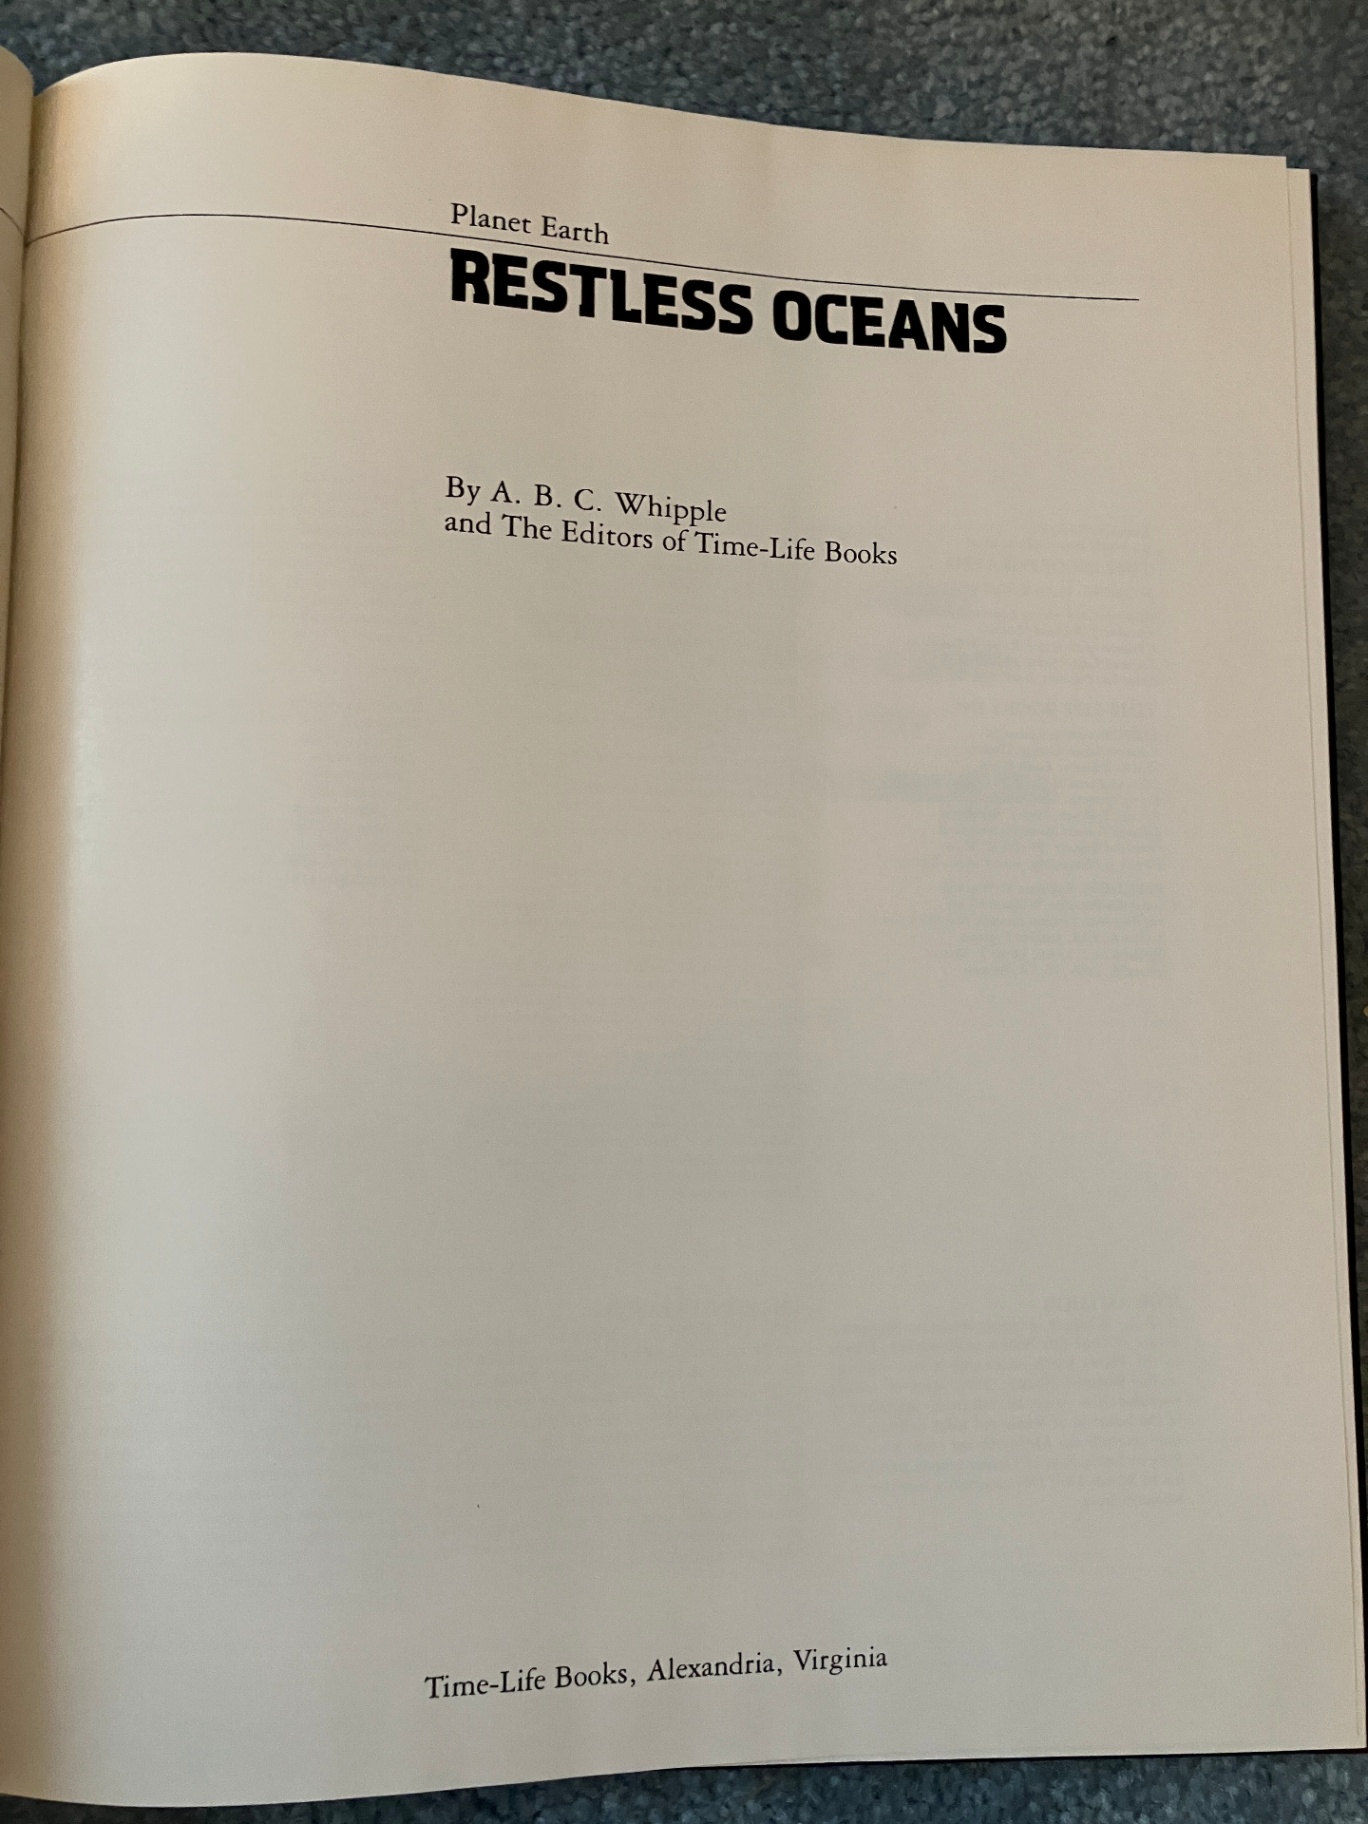 Planet Earth
RESTLESS OCEANS
By A. B. C. Whipple
and The Editors of Time-Life Books
Time-Life Books, Alexandria, Virginia